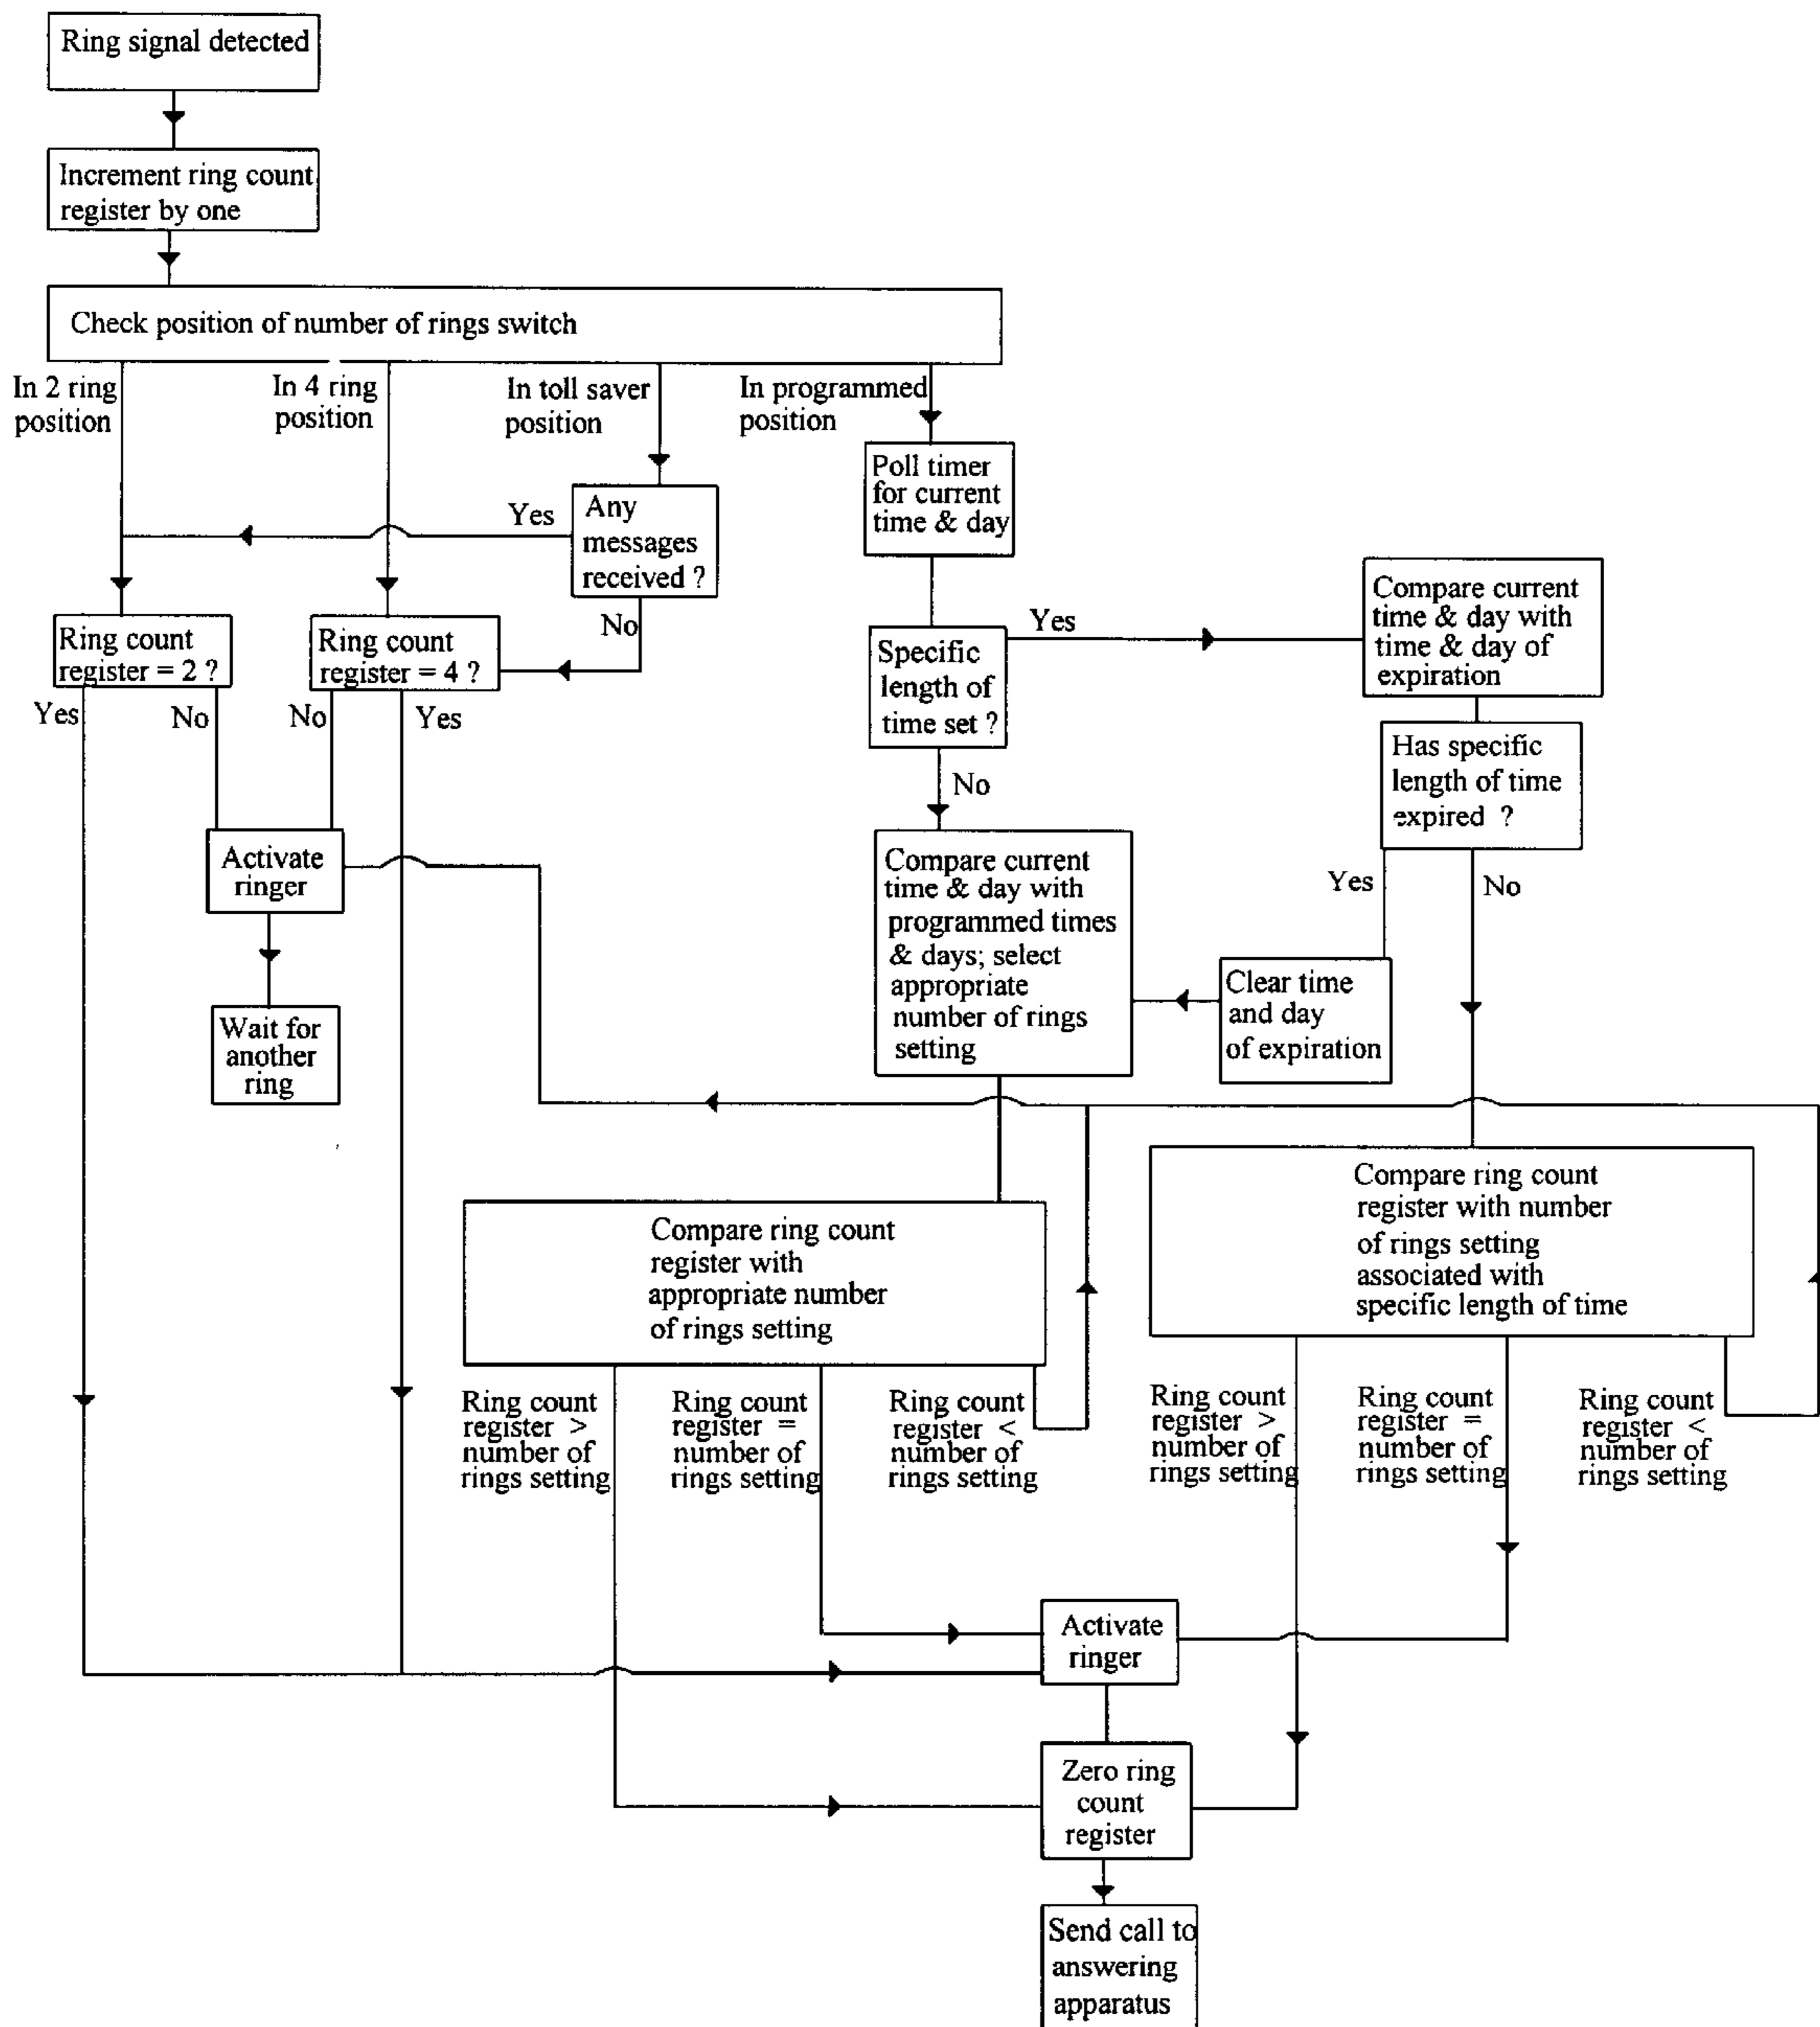 Ring signal detected
Increment ring count
register by one
Check position of number of rings switch
In 2 ring
position
In 4 ring
position
In toll saver
position
In programmed
position
Poll timer
for current
time & day
Any
messages
received ?
Yes
No
Ring count
register = 2 ?
Ring count
register = 4 ?
Yes
No
No
Yes
Specific
length of
time set ?
Yes
No
Compare current
time & day with
time & day of
expiration
Has specific
length of time
expired ?
Yes
No
Activate
ringer
Wait for
another
ring
Compare current
time & day with
programmed times
& days; select
appropriate
number of rings
setting
Clear time
and day
of expiration
Compare ring count
register with
appropriate number
of rings setting
Compare ring count
register with number
of rings setting
associated with
specific length of time
Ring count
register >
number of
rings setting
Ring count
register =
number of
rings setting
Ring count
register <
number of
rings setting
Ring count
register >
number of
rings setting
Ring count
register =
number of
rings setting
Ring count
register <
number of
rings setting
Activate
ringer
Zero ring
count
register
Send call to
answering
apparatus